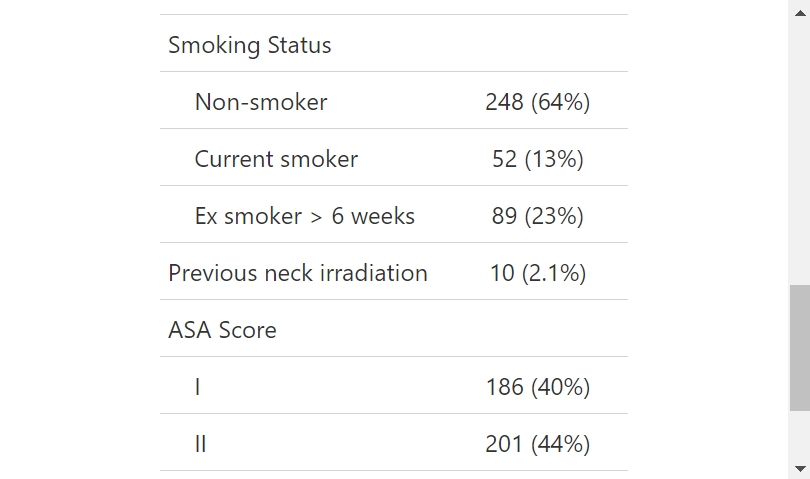 Smoking Status
Non-smoker 248 (64%)
Current smoker 52 (13%)
Ex smoker > 6 weeks 89 (23%)
Previous neck irradiation 10 (2.1%)
ASA Score
I 186 (40%)
II 201 (44%)